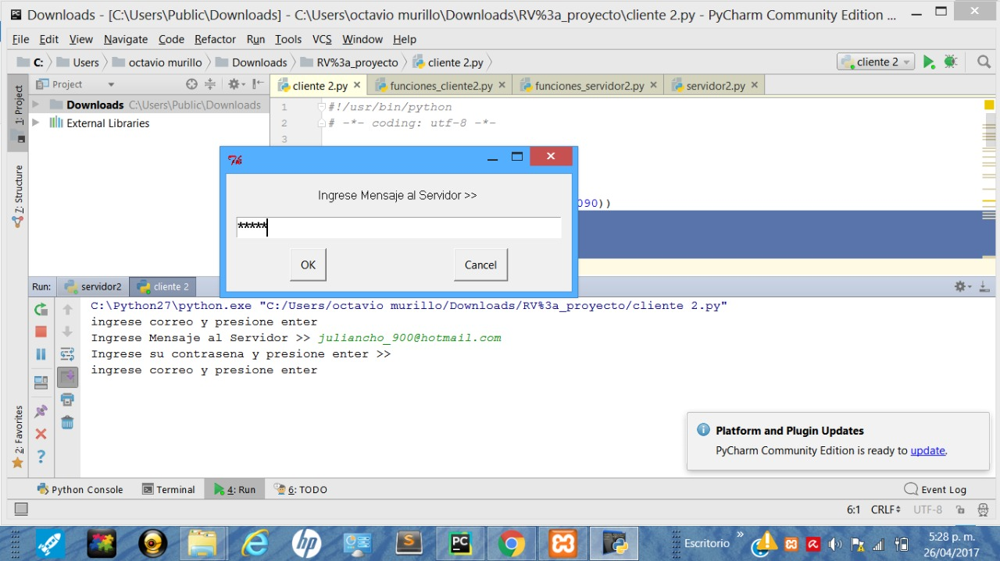 Downloads - [C:\Users\Public\Downloads] - C:\Users\octavio murillo\Downloads\RV%3a_proyecto\cliente 2.py - PyCharm Community Edition ...
File Edit View Navigate Code Refactor Run Tools VCS Window Help
C: Users octavio murillo Downloads RV%3a_proyecto cliente 2.py cliente 2
1: Project
Project
cliente 2.py funciones_cliente2.py funciones_servidor2.py servidor2.py
Downloads C:\Users\Public\Downloads
External Libraries
1 #!/usr/bin/python
2 # -*- coding: utf-8 -*-
3
090))
Z: Structure
Ingrese Mensaje al Servidor >>
*****
OK Cancel
Run: servidor2 cliente 2
C:\Python27\python.exe "C:/Users/octavio murillo/Downloads/RV%3a_proyecto/cliente 2.py"
ingrese correo y presione enter
Ingrese Mensaje al Servidor >> juliancho_900@hotmail.com
Ingrese su contrasena y presione enter >>
ingrese correo y presione enter
2: Favorites
Platform and Plugin Updates
PyCharm Community Edition is ready to update.
Python Console Terminal 4: Run 6: TODO Event Log
6:1 CRLF UTF-8
Escritorio »
5:28 p. m.
26/04/2017